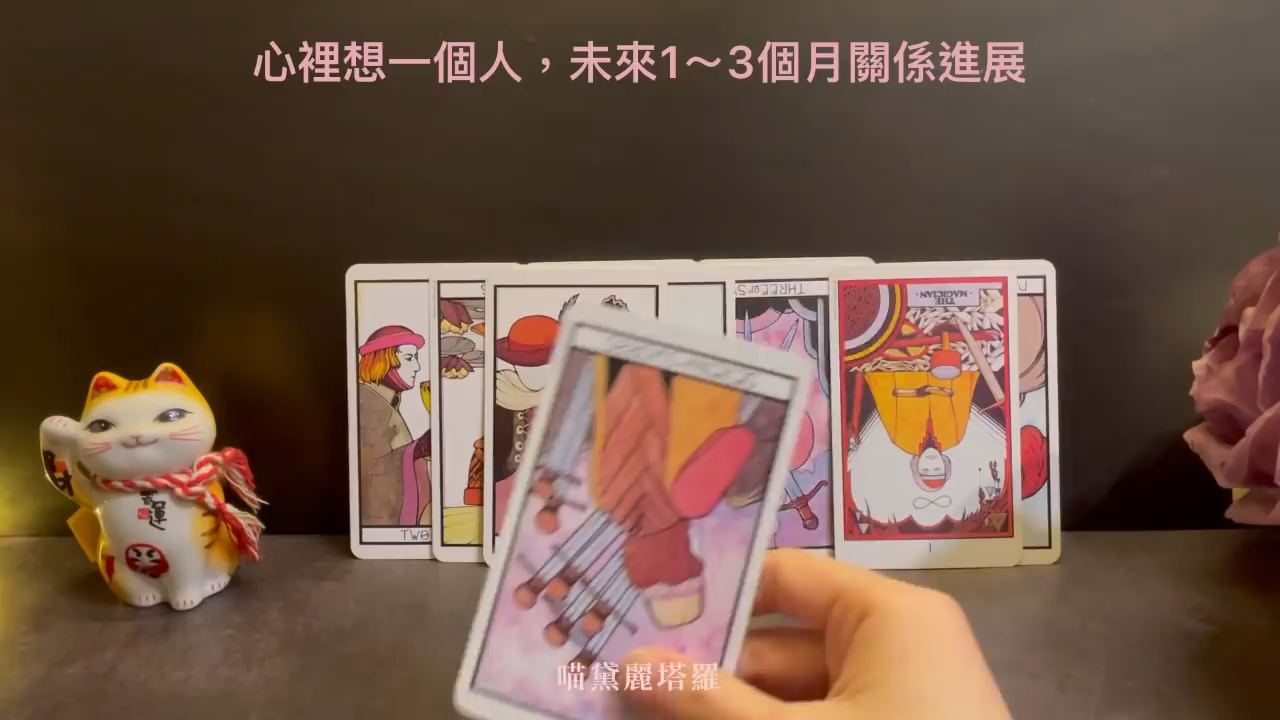 心裡想一個人，未來1～3個月關係進展
THREE OF S
THE
MAGICIAN
TWO
I
喵黛麗塔羅